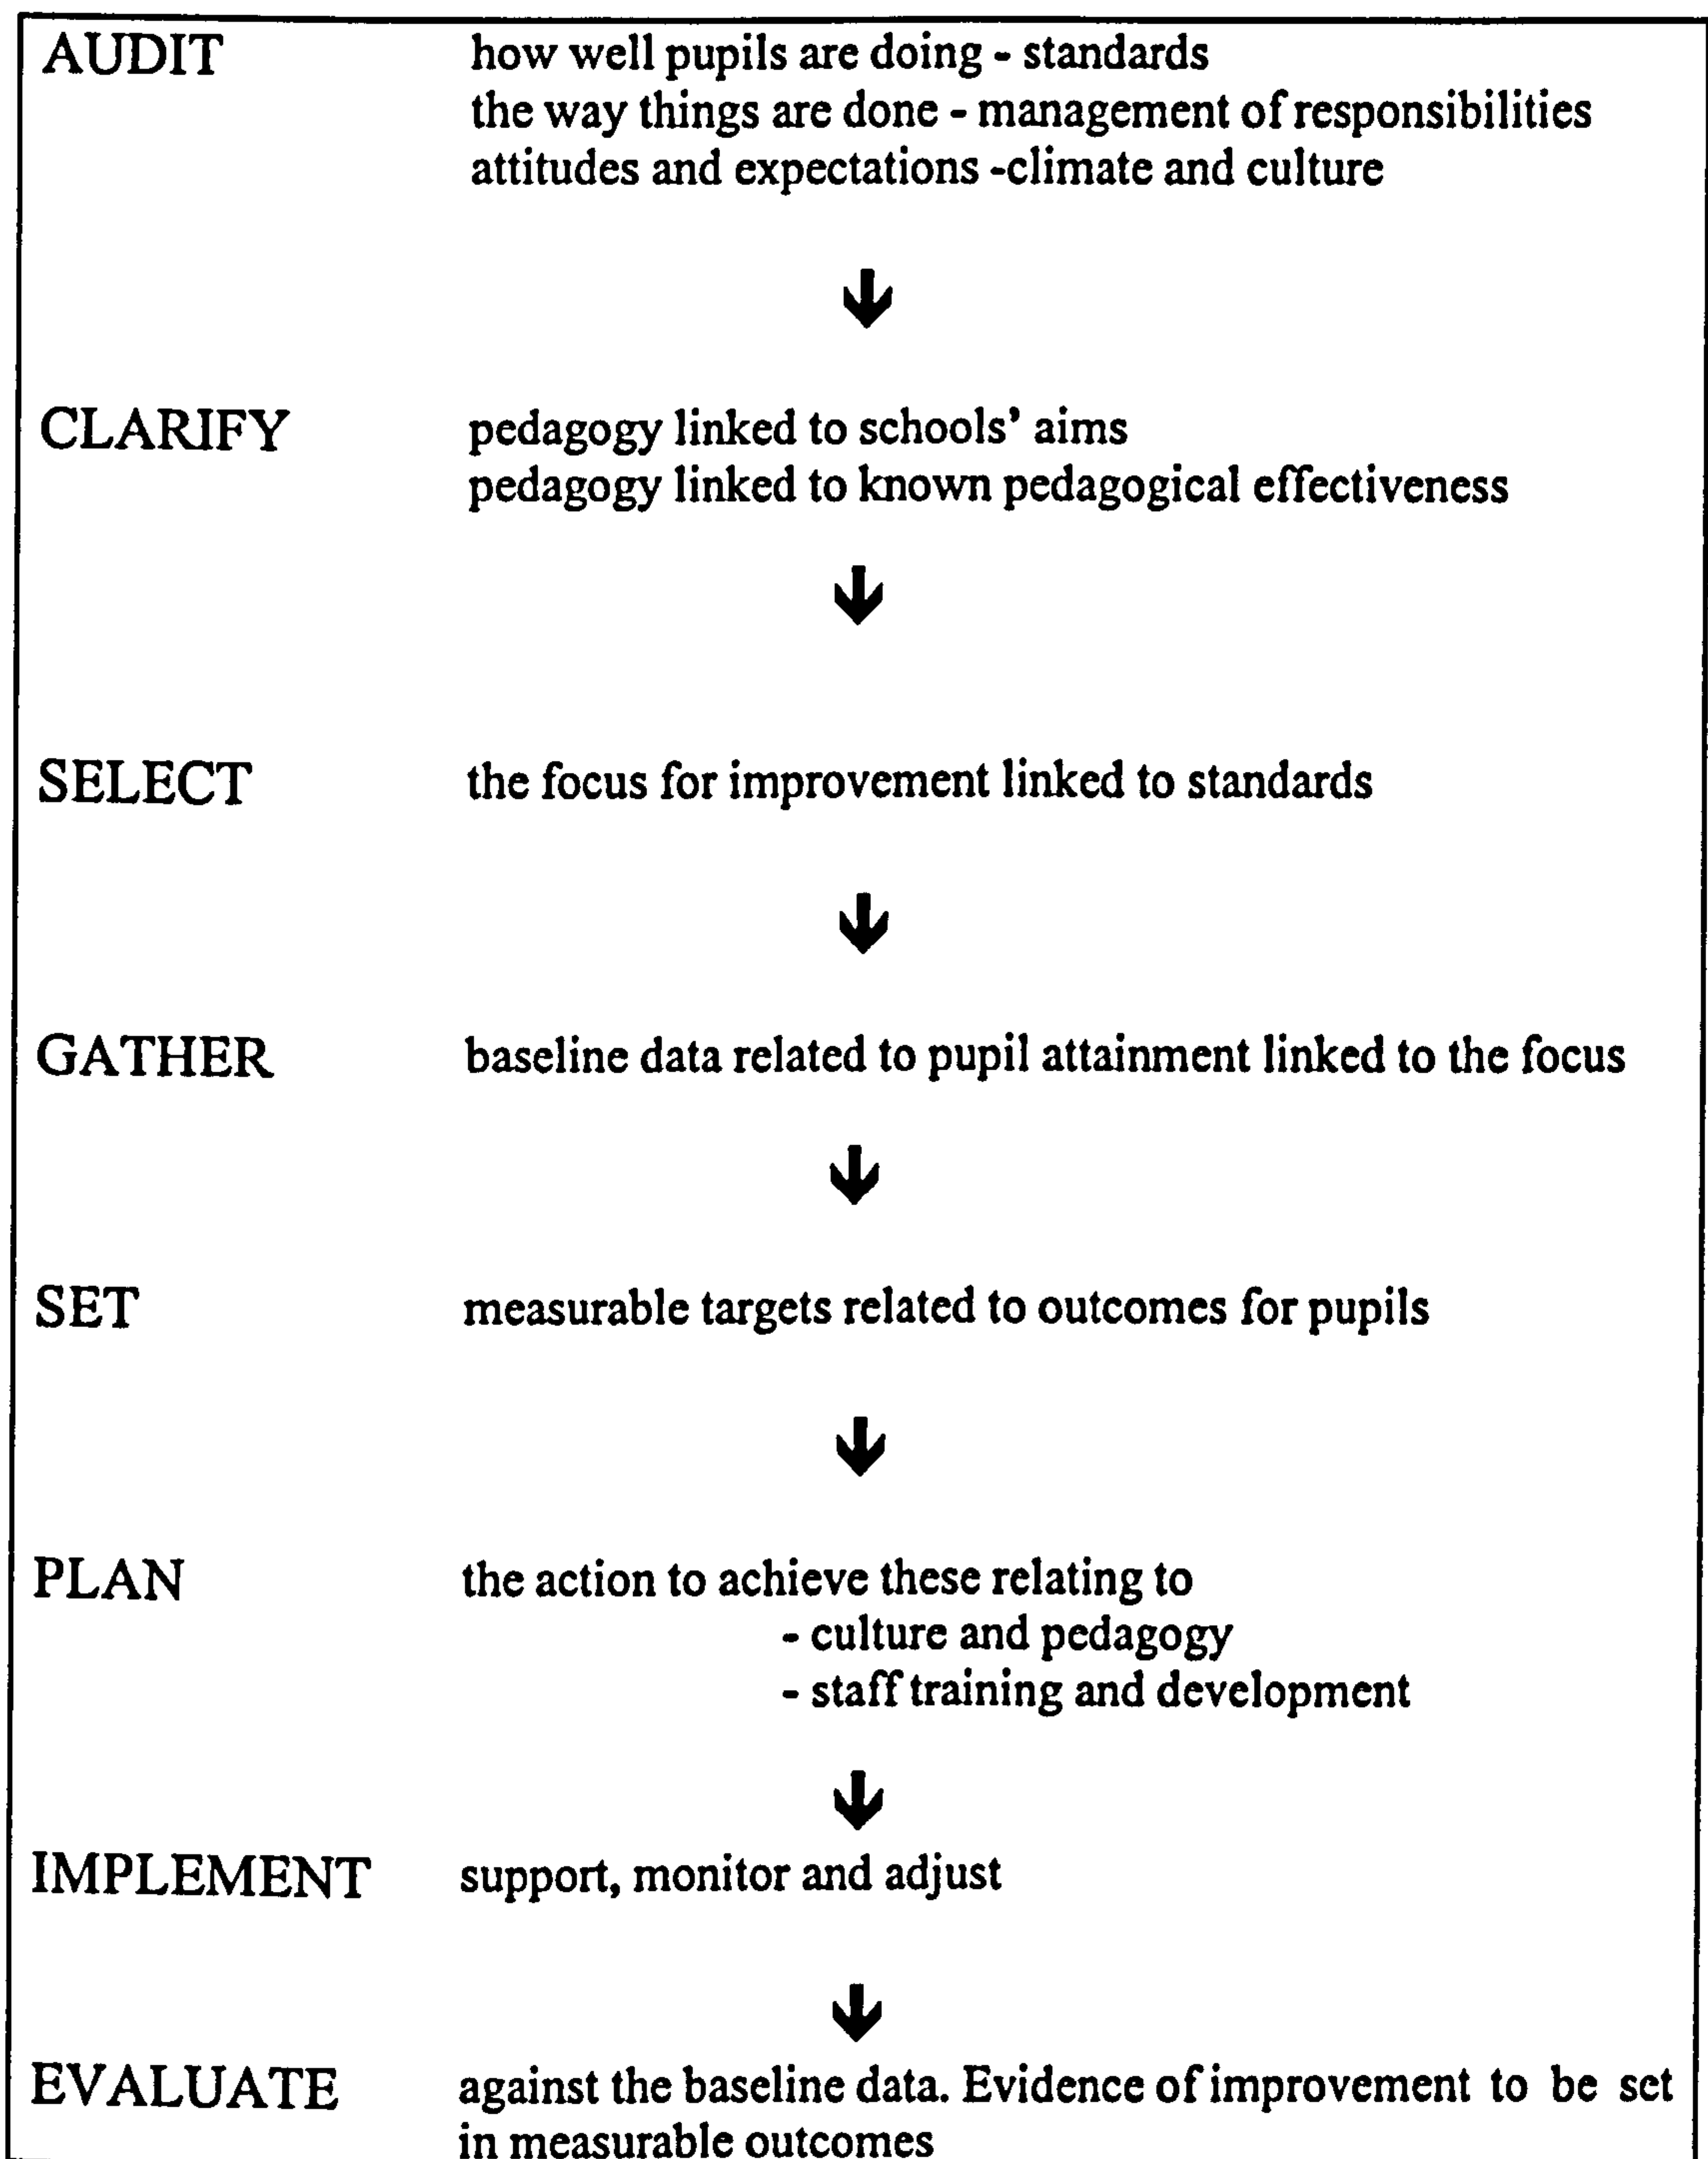 AUDIT how well pupils are doing - standards
the way things are done - management of responsibilities
attitudes and expectations -climate and culture
CLARIFY pedagogy linked to schools' aims
pedagogy linked to known pedagogical effectiveness
SELECT the focus for improvement linked to standards
GATHER baseline data related to pupil attainment linked to the focus
SET measurable targets related to outcomes for pupils
PLAN the action to achieve these relating to
- culture and pedagogy
- staff training and development
IMPLEMENT support, monitor and adjust
EVALUATE against the baseline data. Evidence of improvement to be set
in measurable outcomes